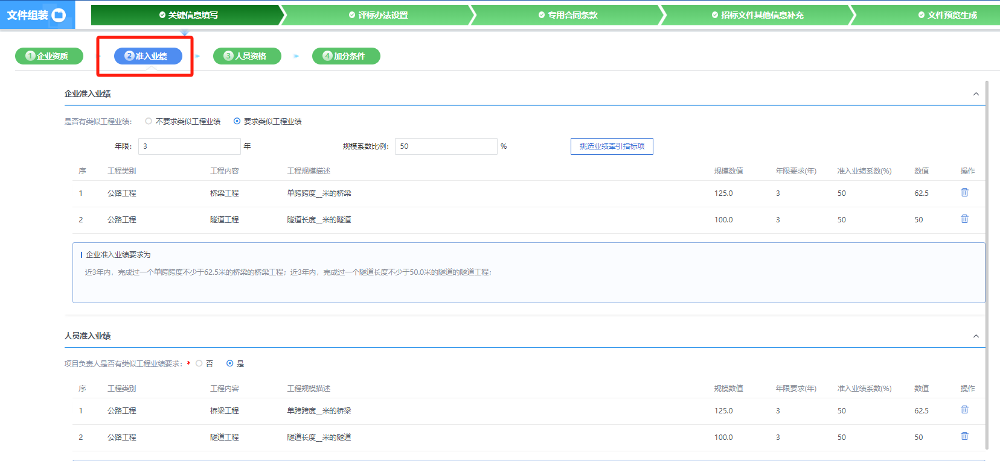 文件组装 关键信息填写 评标办法设置 专用合同条款 招标文件其他信息补充 文件预览生成
1 企业资质 2 准入业绩 3 人员资格 4 加分条件
企业准入业绩
是否有类似工程业绩: 不要求类似工程业绩 要求类似工程业绩
年限: 3 年 规模系数比例: 50 % 挑选业绩牵引指标项
序 工程类别 工程内容 工程规模描述 规模数值 年限要求(年) 准入业绩系数(%) 数值 操作
1 公路工程 桥梁工程 单跨跨度__米的桥梁 125.0 3 50 62.5
2 公路工程 隧道工程 隧道长度__米的隧道 100.0 3 50 50
企业准入业绩要求为
近3年内，完成过一个单跨跨度不少于62.5米的桥梁的桥梁工程；近3年内，完成过一个隧道长度不少于50.0米的隧道的隧道工程；
人员准入业绩
项目负责人是否有类似工程业绩要求: * 否 是
序 工程类别 工程内容 工程规模描述 规模数值 年限要求(年) 准入业绩系数(%) 数值 操作
1 公路工程 桥梁工程 单跨跨度__米的桥梁 125.0 3 50 62.5
2 公路工程 隧道工程 隧道长度__米的隧道 100.0 3 50 50